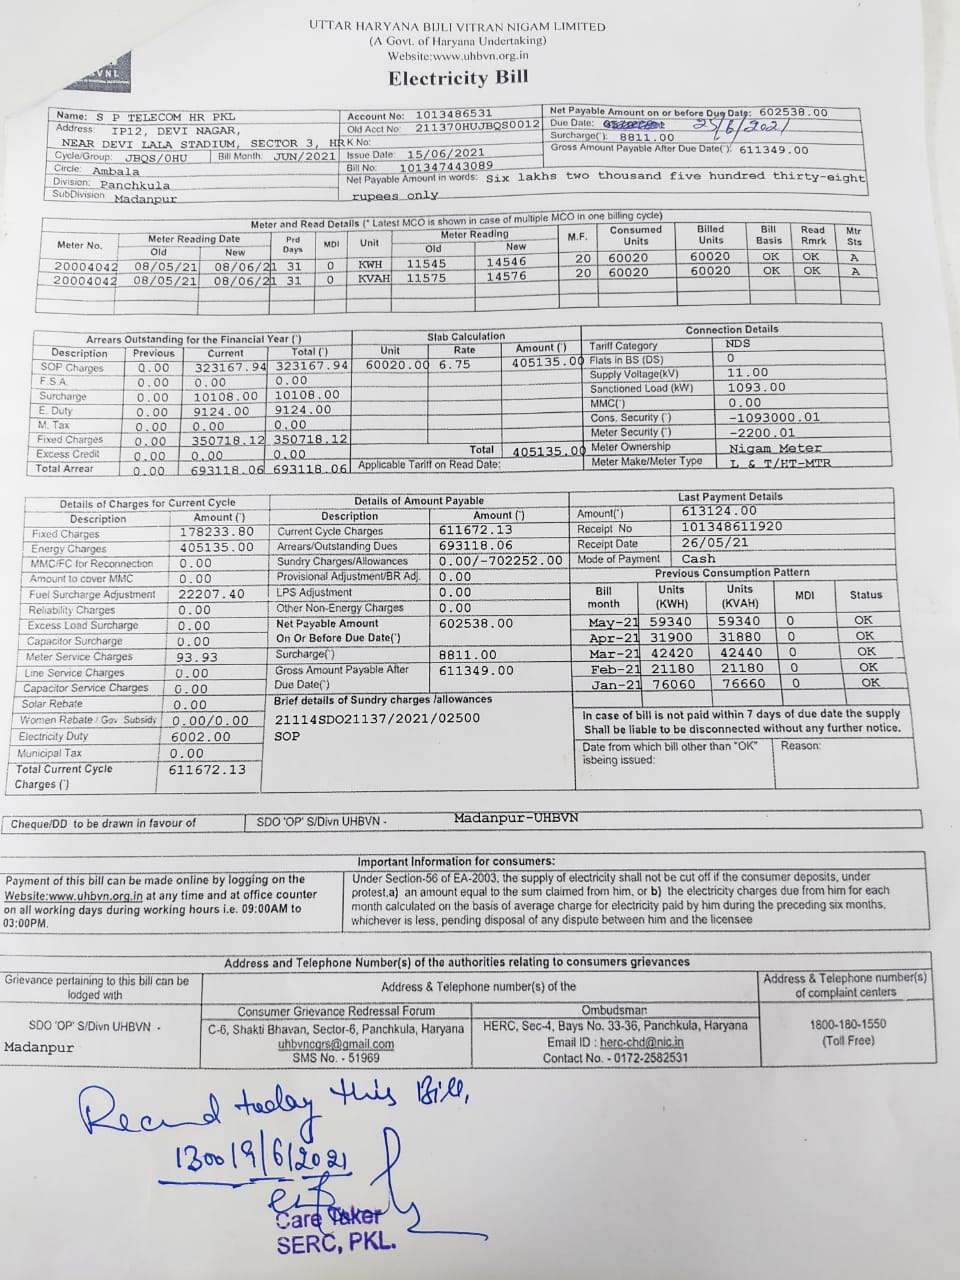 VNL
UTTAR HARYANA BIJLI VITRAN NIGAM LIMITED
(A Govt. of Haryana Undertaking)
Website:www.uhbvn.org.in
Electricity Bill
Name: S P TELECOM HR PKL
Address: IP12, DEVI NAGAR,
NEAR DEVI LALA STADIUM, SECTOR 3, HR
Cycle/Group: JBQS/0HU Bill Month: JUN/2021
Circle: Ambala
Division: Panchkula
SubDivision Madanpur
Account No: 1013486531
Old Acct No: 211370HUJBQS0012
K No:
Issue Date: 15/06/2021
Bill No: 101347443089
Net Payable Amount on or before Due Date: 602538.00
Due Date: 25/6/2021
Surcharge(`): 8811.00
Gross Amount Payable After Due Date(`): 611349.00
Net Payable Amount in words: Six lakhs two thousand five hundred thirty-eight
rupees only
Meter and Read Details (* Latest MCO is shown in case of multiple MCO in one billing cycle)
Meter No. Meter Reading Date Old New Prd Days MDI Unit Meter Reading Old New M.F. Consumed Units Billed Units Bill Basis Read Rmrk Mtr Sts
20004042 08/05/21 08/06/21 31 0 KWH 11545 14546 20 60020 60020 OK OK A
20004042 08/05/21 08/06/21 31 0 KVAH 11575 14576 20 60020 60020 OK OK A
Arrears Outstanding for the Financial Year (`)
Description Previous Current Total (`)
SOP Charges 0.00 323167.94 323167.94
F.S.A. 0.00 0.00 0.00
Surcharge 0.00 10108.00 10108.00
E. Duty 0.00 9124.00 9124.00
M. Tax 0.00 0.00 0.00
Fixed Charges 0.00 350718.12 350718.12
Excess Credit 0.00 0.00 0.00
Total Arrear 0.00 693118.06 693118.06
Slab Calculation
Unit Rate Amount (`)
60020.00 6.75 405135.00
Total 405135.00
Applicable Tariff on Read Date:
Connection Details
Tariff Category NDS
Flats in BS (DS) 0
Supply Voltage(kV) 11.00
Sanctioned Load (kW) 1093.00
MMC(`) 0.00
Cons. Security (`) -1093000.01
Meter Security (`) -2200.01
Meter Ownership Nigam Meter
Meter Make/Meter Type L & T/HT-MTR
Details of Charges for Current Cycle
Description Amount (`)
Fixed Charges 178233.80
Energy Charges 405135.00
MMC/FC for Reconnection 0.00
Amount to cover MMC 0.00
Fuel Surcharge Adjustment 22207.40
Reliability Charges 0.00
Excess Load Surcharge 0.00
Capacitor Surcharge 0.00
Meter Service Charges 93.93
Line Service Charges 0.00
Capacitor Service Charges 0.00
Solar Rebate 0.00
Women Rebate / Gov. Subsidy 0.00/0.00
Electricity Duty 6002.00
Municipal Tax 0.00
Total Current Cycle 611672.13
Charges (`)
Details of Amount Payable
Description Amount (`)
Current Cycle Charges 611672.13
Arrears/Outstanding Dues 693118.06
Sundry Charges/Allowances 0.00/-702252.00
Provisional Adjustment/BR Adj. 0.00
LPS Adjustment 0.00
Other Non-Energy Charges 0.00
Net Payable Amount 602538.00
On Or Before Due Date(`)
Surcharge(`) 8811.00
Gross Amount Payable After 611349.00
Due Date(`)
Brief details of Sundry charges /allowances
21114SDO21137/2021/02500
SOP
Last Payment Details
Amount(`) 613124.00
Receipt No 101348611920
Receipt Date 26/05/21
Mode of Payment Cash
Previous Consumption Pattern
Bill month Units (KWH) Units (KVAH) MDI Status
May-21 59340 59340 0 OK
Apr-21 31900 31880 0 OK
Mar-21 42420 42440 0 OK
Feb-21 21180 21180 0 OK
Jan-21 76060 76660 0 OK
In case of bill is not paid within 7 days of due date the supply
Shall be liable to be disconnected without any further notice.
Date from which bill other than "OK" Reason:
isbeing issued:
Cheque/DD to be drawn in favour of SDO 'OP' S/Divn UHBVN - Madanpur-UHBVN
Important Information for consumers:
Payment of this bill can be made online by logging on the
Website:www.uhbvn.org.in at any time and at office counter
on all working days during working hours i.e. 09:00AM to
03:00PM.
Under Section-56 of EA-2003, the supply of electricity shall not be cut off if the consumer deposits, under
protest,a) an amount equal to the sum claimed from him, or b) the electricity charges due from him for each
month calculated on the basis of average charge for electricity paid by him during the preceding six months,
whichever is less, pending disposal of any dispute between him and the licensee
Address and Telephone Number(s) of the authorities relating to consumers grievances
Grievance pertaining to this bill can be
lodged with
Address & Telephone number(s) of the
Address & Telephone number(s)
of complaint centers
SDO 'OP' S/Divn UHBVN -
Madanpur
Consumer Grievance Redressal Forum
C-6, Shakti Bhavan, Sector-6, Panchkula, Haryana
uhbvncgrs@gmail.com
SMS No. - 51969
Ombudsman
HERC, Sec-4, Bays No. 33-36, Panchkula, Haryana
Email ID : herc-chd@nic.in
Contact No. - 0172-2582531
1800-180-1550
(Toll Free)
Recund today this Bill,
1300 19/6/2021
Care Taker
SERC, PKL.